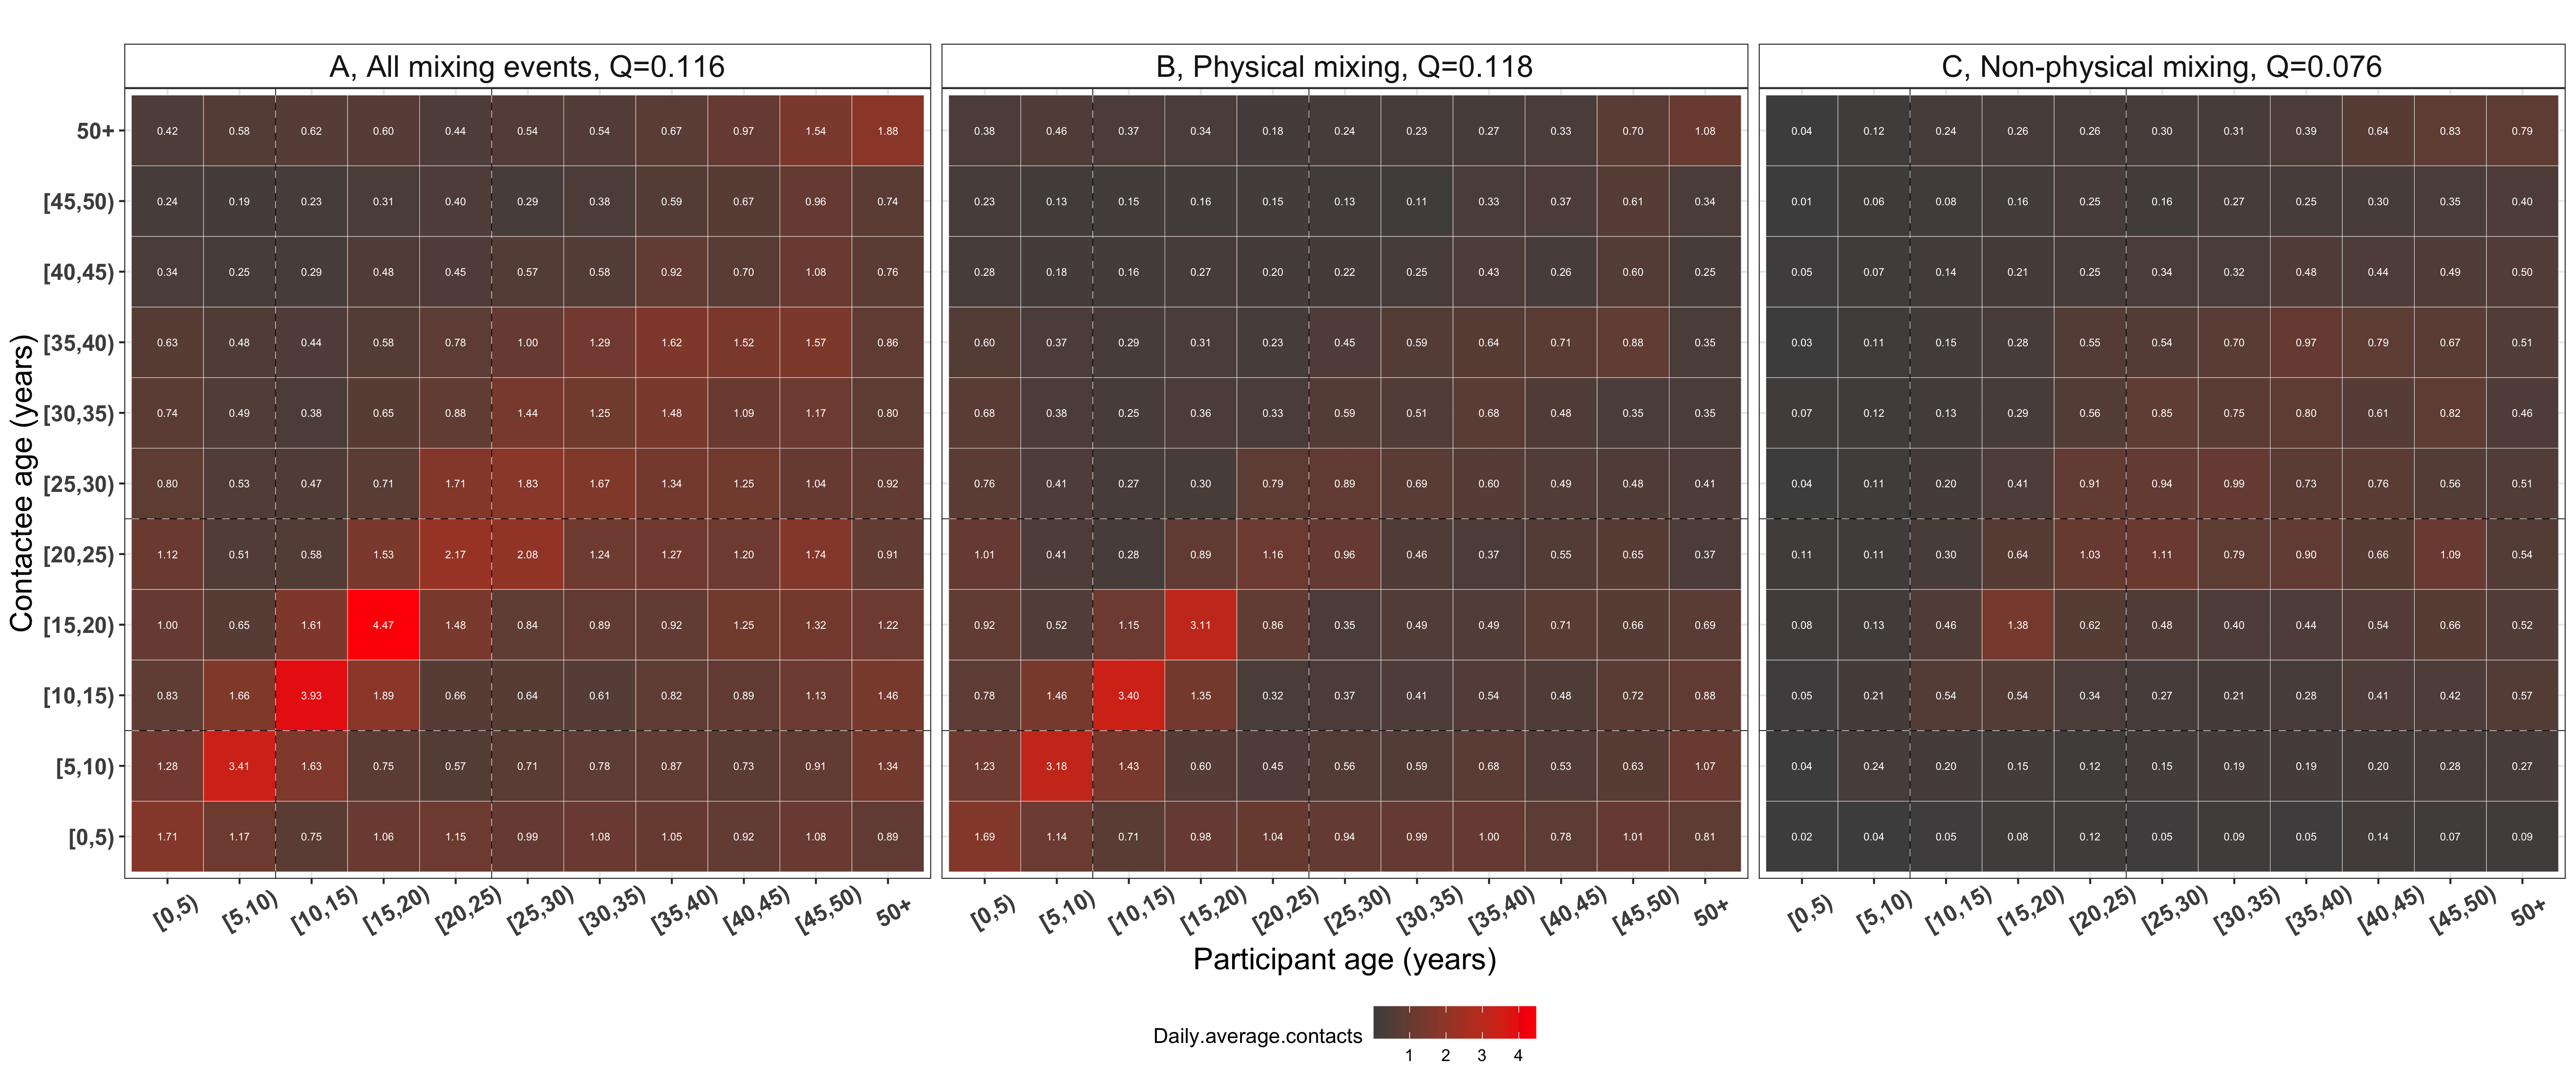 A, All mixing events, Q=0.116
B, Physical mixing, Q=0.118
C, Non-physical mixing, Q=0.076
Contactee age (years)
50+ 0.42 0.58 0.62 0.60 0.44 0.54 0.54 0.67 0.97 1.54 1.88 0.38 0.46 0.37 0.34 0.18 0.24 0.23 0.27 0.33 0.70 1.08 0.04 0.12 0.24 0.26 0.26 0.30 0.31 0.39 0.64 0.83 0.79
[45,50) 0.24 0.19 0.23 0.31 0.40 0.29 0.38 0.59 0.67 0.96 0.74 0.23 0.13 0.15 0.16 0.15 0.13 0.11 0.33 0.37 0.61 0.34 0.01 0.06 0.08 0.16 0.25 0.16 0.27 0.25 0.30 0.35 0.40
[40,45) 0.34 0.25 0.29 0.48 0.45 0.57 0.58 0.92 0.70 1.08 0.76 0.28 0.18 0.16 0.27 0.20 0.22 0.25 0.43 0.26 0.60 0.25 0.05 0.07 0.14 0.21 0.25 0.34 0.32 0.48 0.44 0.49 0.50
[35,40) 0.63 0.48 0.44 0.58 0.78 1.00 1.29 1.62 1.52 1.57 0.86 0.60 0.37 0.29 0.31 0.23 0.45 0.59 0.64 0.71 0.88 0.35 0.03 0.11 0.15 0.28 0.55 0.54 0.70 0.97 0.79 0.67 0.51
[30,35) 0.74 0.49 0.38 0.65 0.88 1.44 1.25 1.48 1.09 1.17 0.80 0.68 0.38 0.25 0.36 0.33 0.59 0.51 0.68 0.48 0.35 0.35 0.07 0.12 0.13 0.29 0.56 0.85 0.75 0.80 0.61 0.82 0.46
[25,30) 0.80 0.53 0.47 0.71 1.71 1.83 1.67 1.34 1.25 1.04 0.92 0.76 0.41 0.27 0.30 0.79 0.89 0.69 0.60 0.49 0.48 0.41 0.04 0.11 0.20 0.41 0.91 0.94 0.99 0.73 0.76 0.56 0.51
[20,25) 1.12 0.51 0.58 1.53 2.17 2.08 1.24 1.27 1.20 1.74 0.91 1.01 0.41 0.28 0.89 1.16 0.96 0.46 0.37 0.55 0.65 0.37 0.11 0.11 0.30 0.64 1.03 1.11 0.79 0.90 0.66 1.09 0.54
[15,20) 1.00 0.65 1.61 4.47 1.48 0.84 0.89 0.92 1.25 1.32 1.22 0.92 0.52 1.15 3.11 0.86 0.35 0.49 0.49 0.71 0.66 0.69 0.08 0.13 0.46 1.38 0.62 0.48 0.40 0.44 0.54 0.66 0.52
[10,15) 0.83 1.66 3.93 1.89 0.66 0.64 0.61 0.82 0.89 1.13 1.46 0.78 1.46 3.40 1.35 0.32 0.37 0.41 0.54 0.48 0.72 0.88 0.05 0.21 0.54 0.54 0.34 0.27 0.21 0.28 0.41 0.42 0.57
[5,10) 1.28 3.41 1.63 0.75 0.57 0.71 0.78 0.87 0.73 0.91 1.34 1.23 3.18 1.43 0.60 0.45 0.56 0.59 0.68 0.53 0.63 1.07 0.04 0.24 0.20 0.15 0.12 0.15 0.19 0.19 0.20 0.28 0.27
[0,5) 1.71 1.17 0.75 1.06 1.15 0.99 1.08 1.05 0.92 1.08 0.89 1.69 1.14 0.71 0.98 1.04 0.94 0.99 1.00 0.78 1.01 0.81 0.02 0.04 0.05 0.08 0.12 0.05 0.09 0.05 0.14 0.07 0.09
[0,5) [5,10) [10,15) [15,20) [20,25) [25,30) [30,35) [35,40) [40,45) [45,50) 50+ [0,5) [5,10) [10,15) [15,20) [20,25) [25,30) [30,35) [35,40) [40,45) [45,50) 50+ [0,5) [5,10) [10,15) [15,20) [20,25) [25,30) [30,35) [35,40) [40,45) [45,50) 50+
Participant age (years)
Daily.average.contacts
1 2 3 4